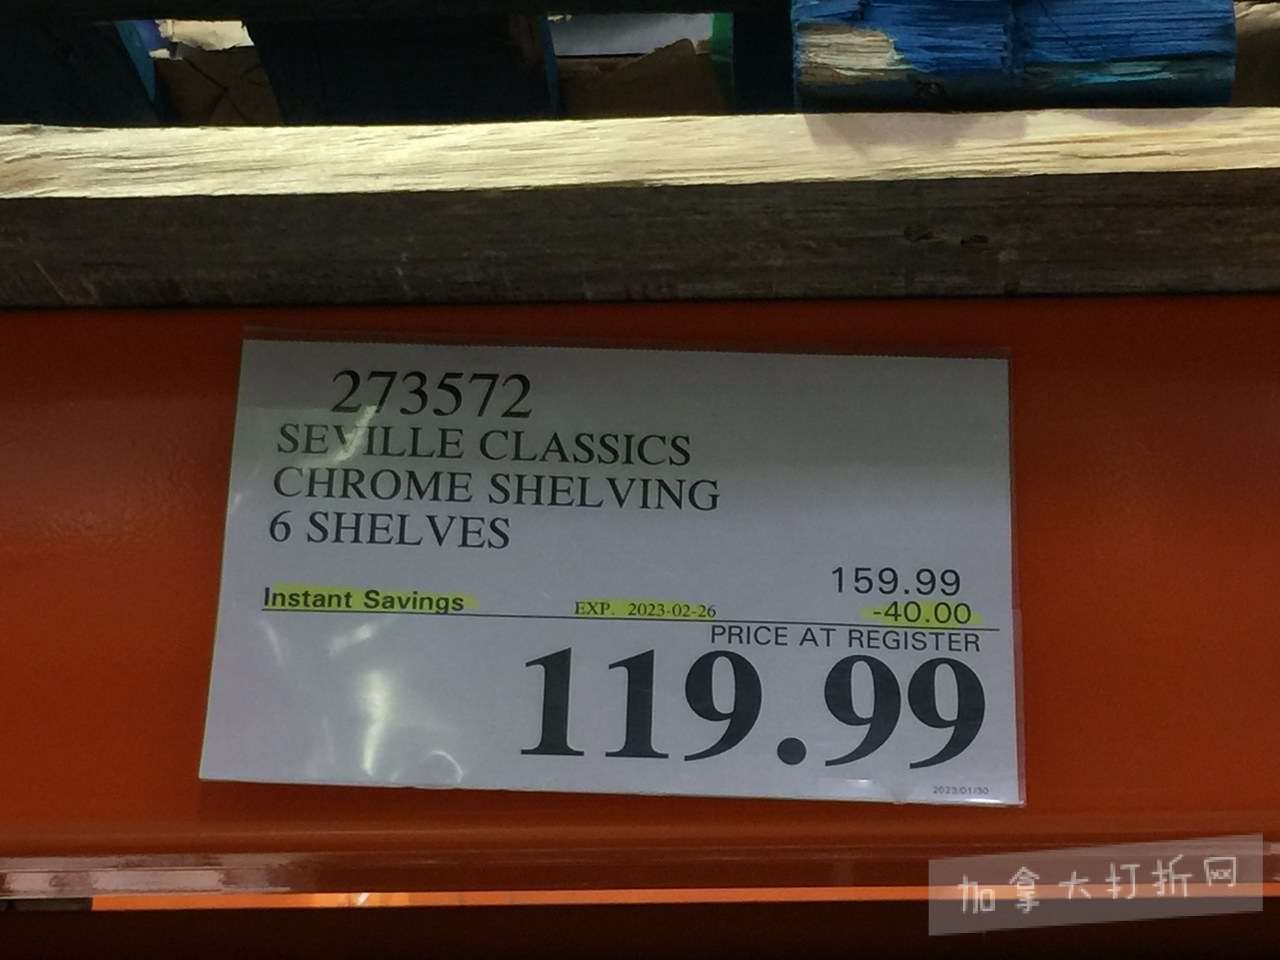 273572
SEVILLE CLASSICS
CHROME SHELVING
6 SHELVES
159.99
Instant Savings EXP. 2023-02-26 -40.00
PRICE AT REGISTER
119.99
2023/01/30
加拿大打折网